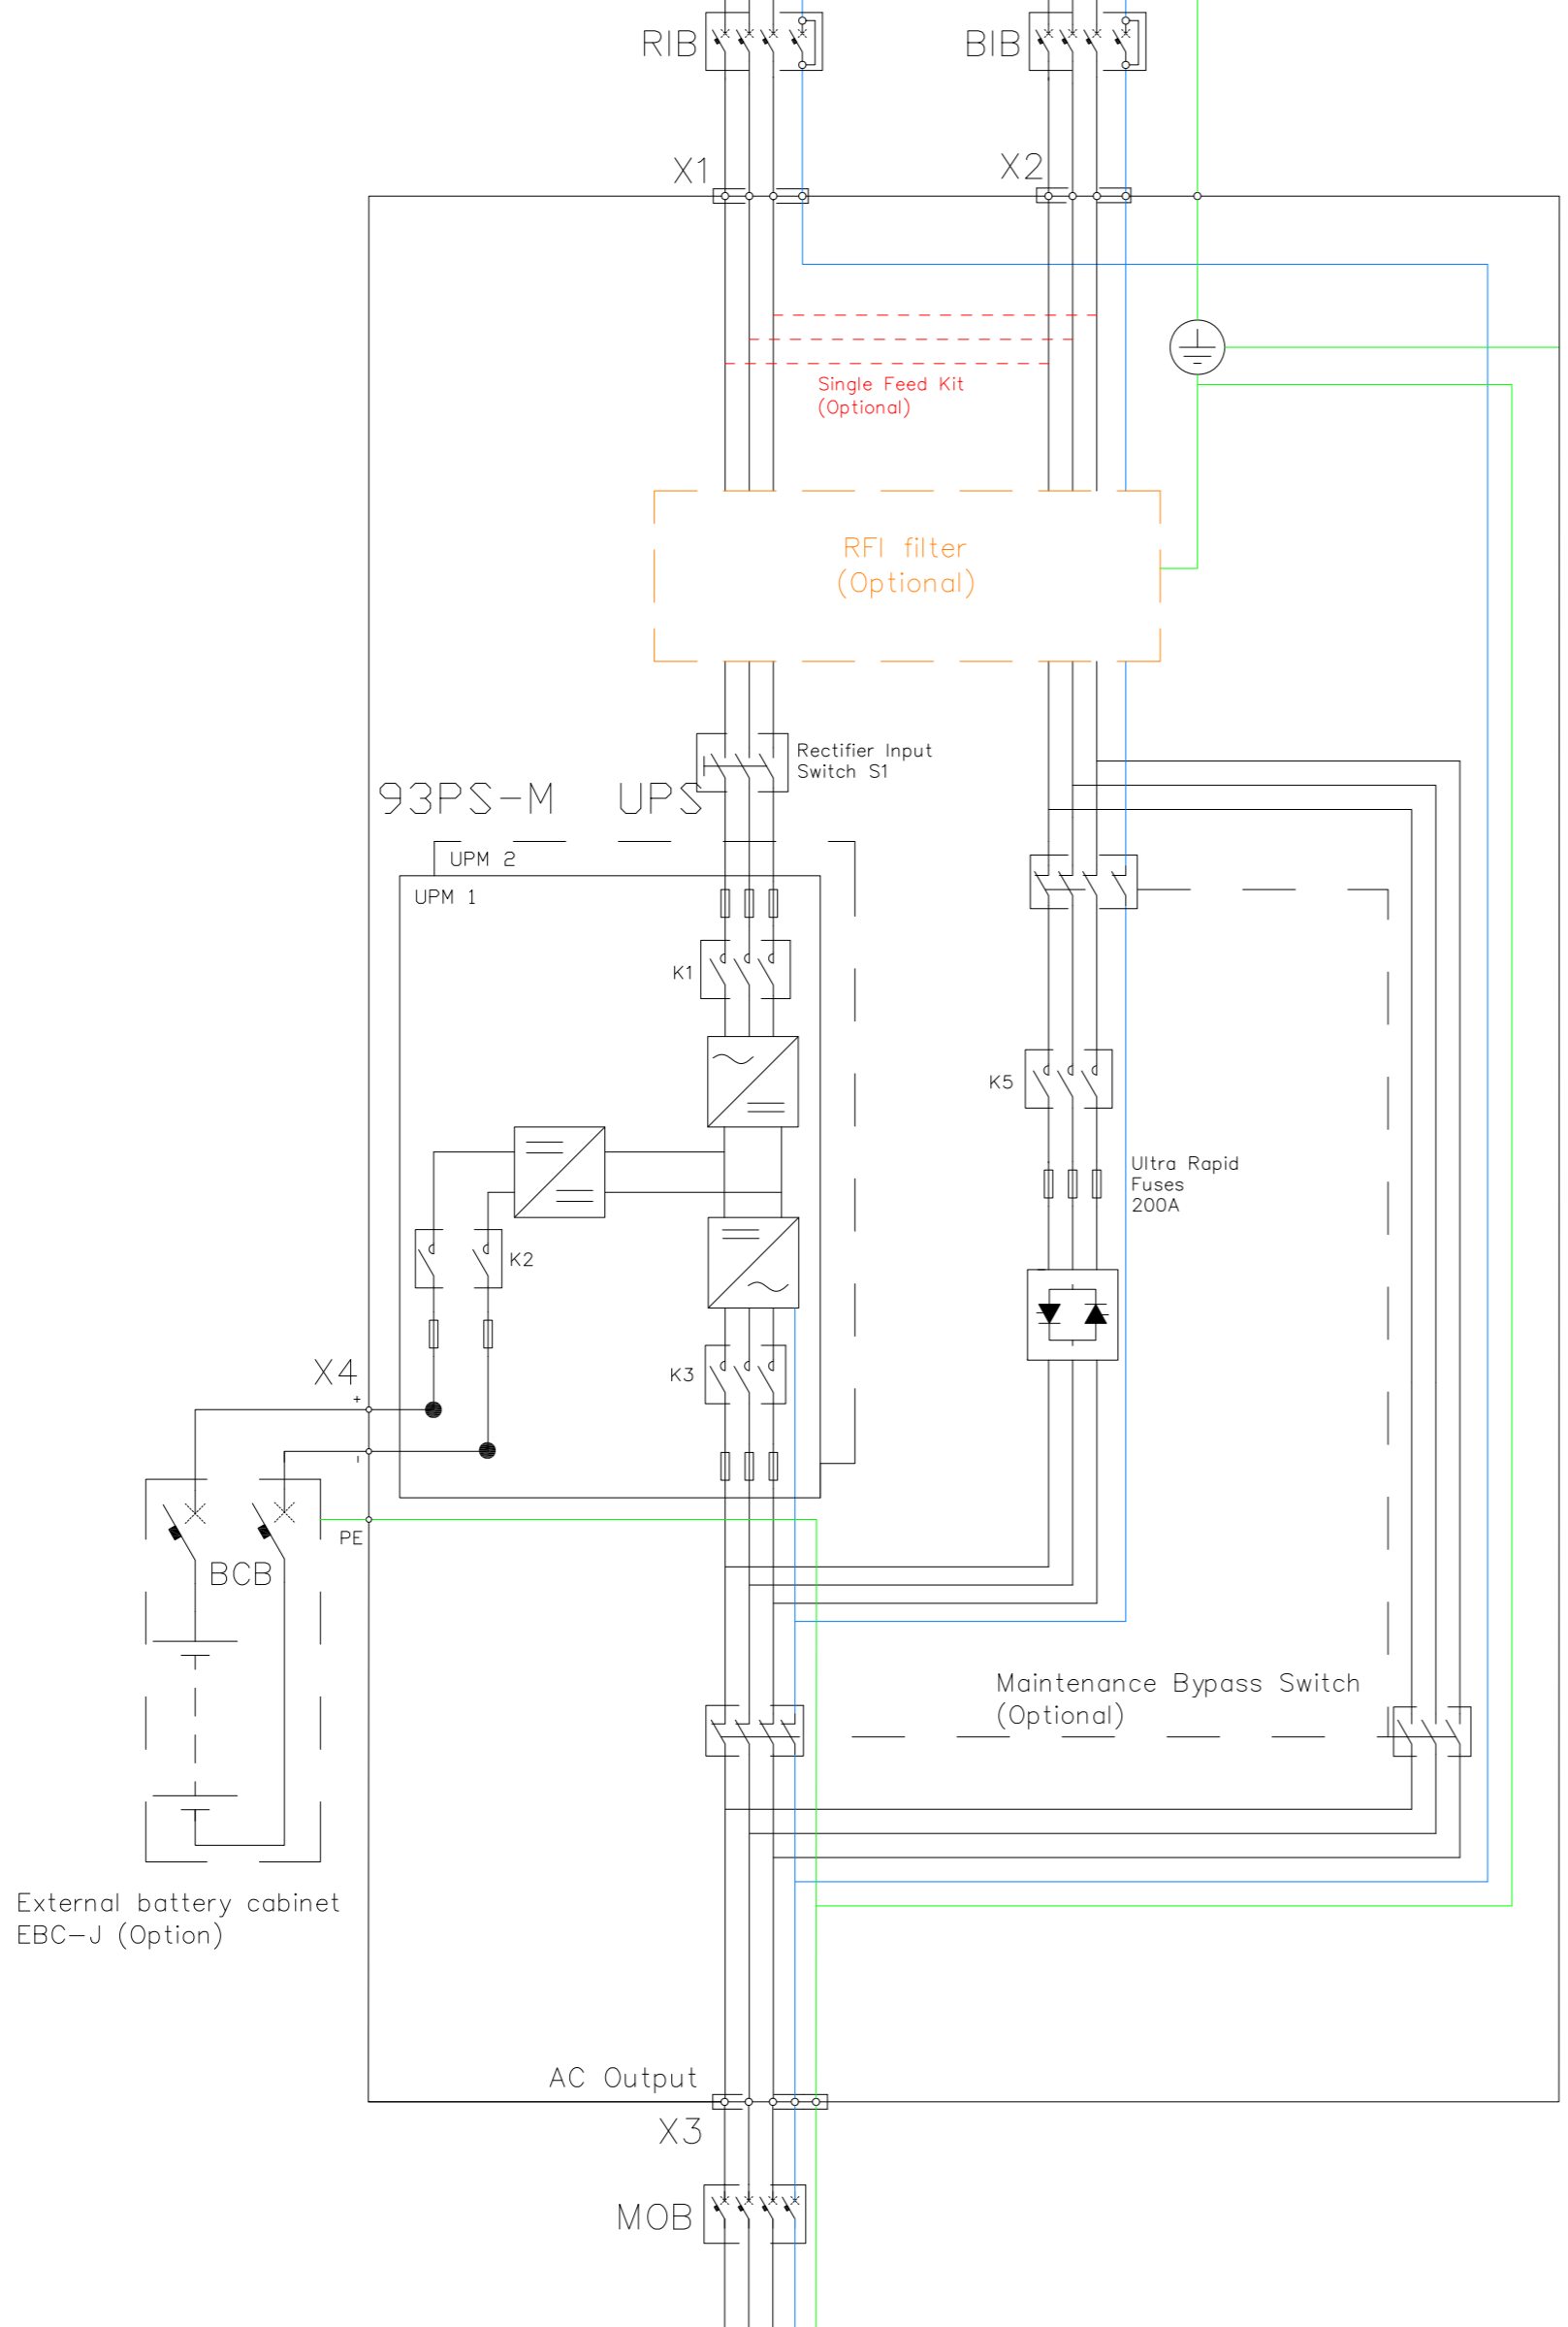 RIB
BIB
X1
X2
Single Feed Kit
(Optional)
RFI filter
(Optional)
Rectifier Input
Switch S1
93PS-M UPS
UPM 2
UPM 1
K1
K5
Ultra Rapid
Fuses
200A
K2
X4
+
K3
-
PE
BCB
Maintenance Bypass Switch
(Optional)
External battery cabinet
EBC-J (Option)
AC Output
X3
MOB